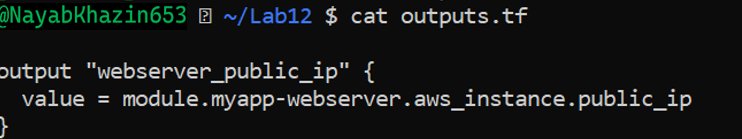 @NayabKhazin653 ~/Lab12 $ cat outputs.tf
output "webserver_public_ip" {
  value = module.myapp-webserver.aws_instance.public_ip
}